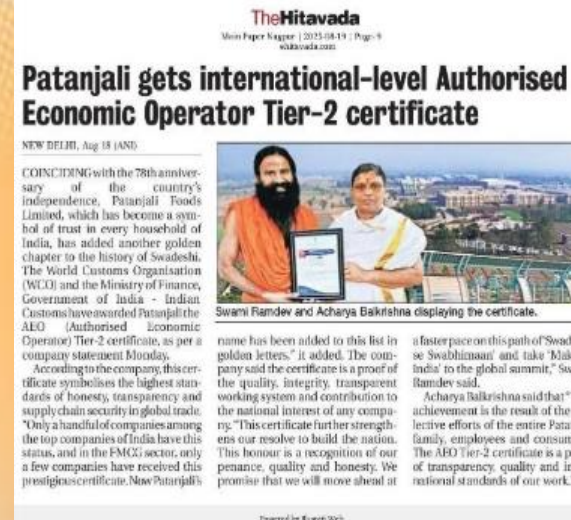 TheHitavada
Main Paper Nagpur | 2025-08-19 | Page- 9
ehitavada.com
Patanjali gets international-level Authorised
Economic Operator Tier-2 certificate
NEW DELHI, Aug 18 (ANI)
COINCIDING with the 78th anniver-
sary of the country's
independence, Patanjali Foods
Limited, which has become a sym-
bol of trust in every household of
India, has added another golden
chapter to the history of Swadeshi.
The World Customs Organisation
(WCO) and the Ministry of Finance,
Government of India - Indian
Customs have awarded Patanjali the
AEO (Authorised Economic
Operator) Tier-2 certificate, as per a
company statement Monday.
According to the company, this cer-
tificate symbolises the highest stan-
dards of honesty, transparency and
supply chain security in global trade.
"Only a handful of companies among
the top companies of India have this
status, and in the FMCG sector, only
a few companies have received this
prestigious certificate. Now Patanjali's
Swami Ramdev and Acharya Balkrishna displaying the certificate.
name has been added to this list in
golden letters," it added. The com-
pany said the certificate is a proof of
the quality, integrity, transparent
working system and contribution to
the national interest of any compa-
ny. "This certificate further strength-
ens our resolve to build the nation.
This honour is a recognition of our
penance, quality and honesty. We
promise that we will move ahead at
a faster pace on this path of 'Swad
se Swabhimaan' and take 'Mak
India' to the global summit," Sw
Ramdev said.
Acharya Balkrishna said that "
achievement is the result of the
lective efforts of the entire Pata
family, employees and consum
The AEO Tier-2 certificate is a p
of transparency, quality and in
national standards of our work.
Powered by